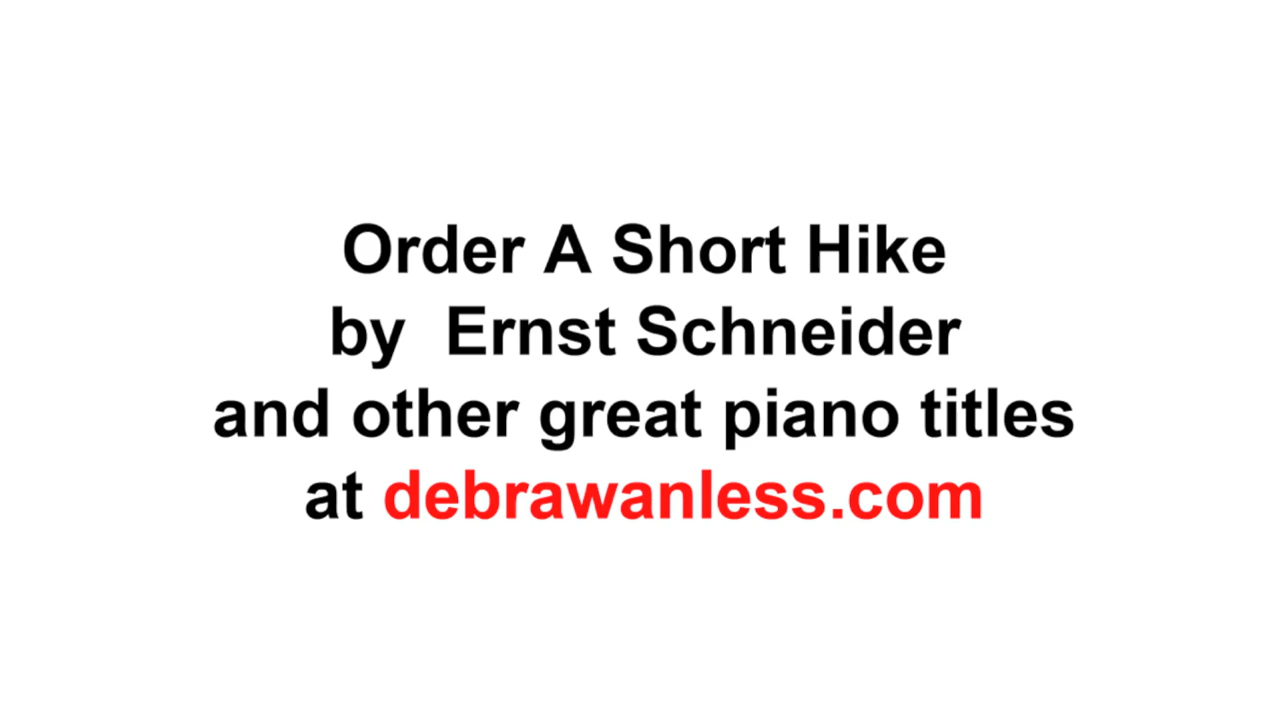 Order A Short Hike
by  Ernst Schneider
and other great piano titles
at debrawanless.com